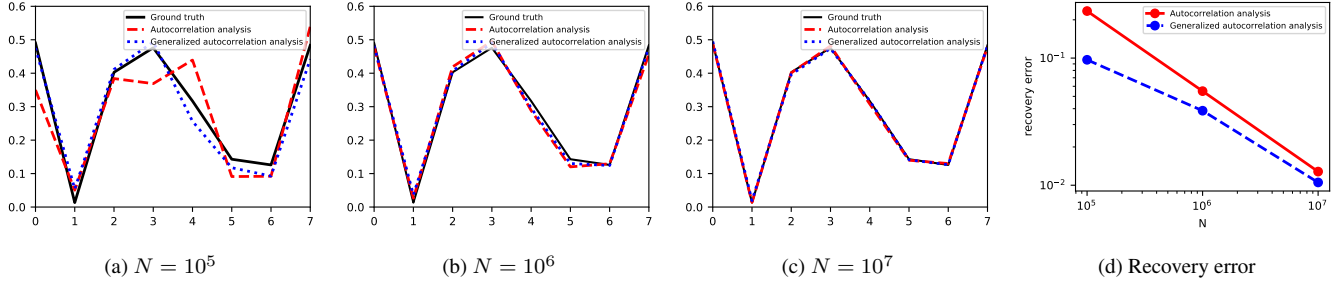 0.6
0.5
0.4
0.3
0.2
0.1
0.0
0 1 2 3 4 5 6 7
Ground truth
Autocorrelation analysis
Generalized autocorrelation analysis
(a) N = 10^5
0.6
0.5
0.4
0.3
0.2
0.1
0.0
0 1 2 3 4 5 6 7
Ground truth
Autocorrelation analysis
Generalized autocorrelation analysis
(b) N = 10^6
0.6
0.5
0.4
0.3
0.2
0.1
0.0
0 1 2 3 4 5 6 7
Ground truth
Autocorrelation analysis
Generalized autocorrelation analysis
(c) N = 10^7
recovery error
10^−1
10^−2
10^5 10^6 10^7
N
Autocorrelation analysis
Generalized autocorrelation analysis
(d) Recovery error